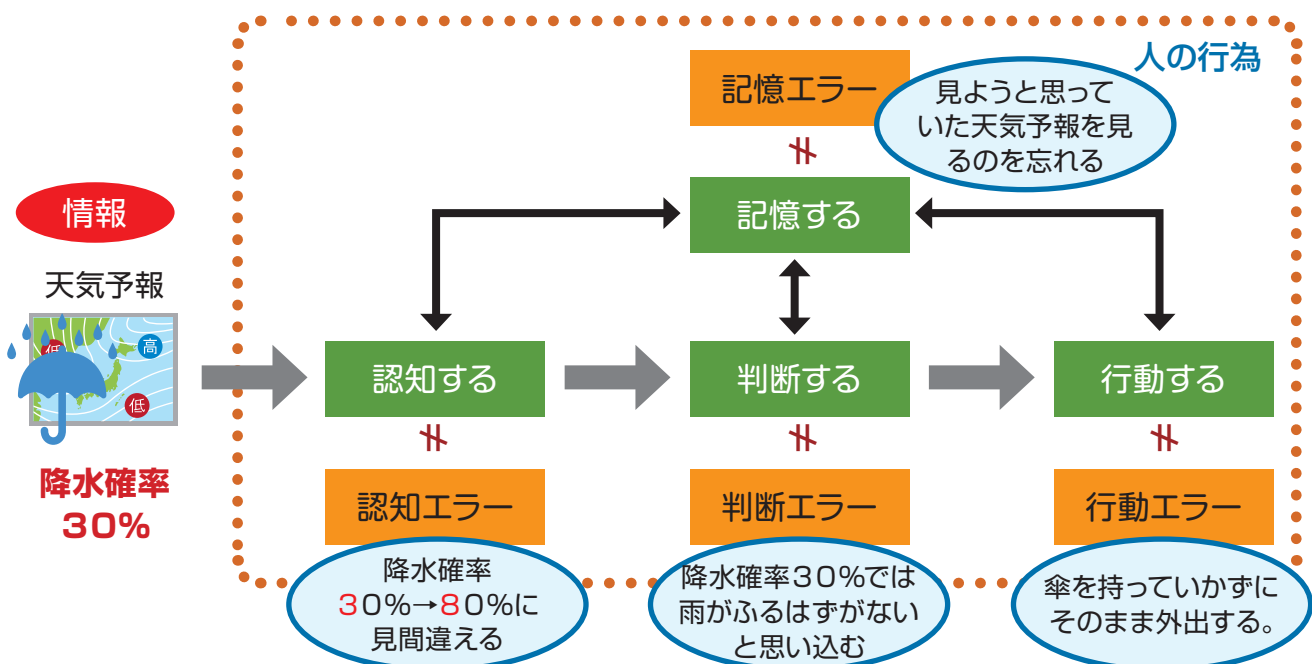 人の行為
記憶エラー
見ようと思って
いた天気予報を見
るのを忘れる
記憶する
情報
天気予報
低
高
低
降水確率
30%
認知する
判断する
行動する
認知エラー
判断エラー
行動エラー
降水確率
30%→80%に
見間違える
降水確率30%では
雨がふるはずがない
と思い込む
傘を持っていかずに
そのまま外出する。